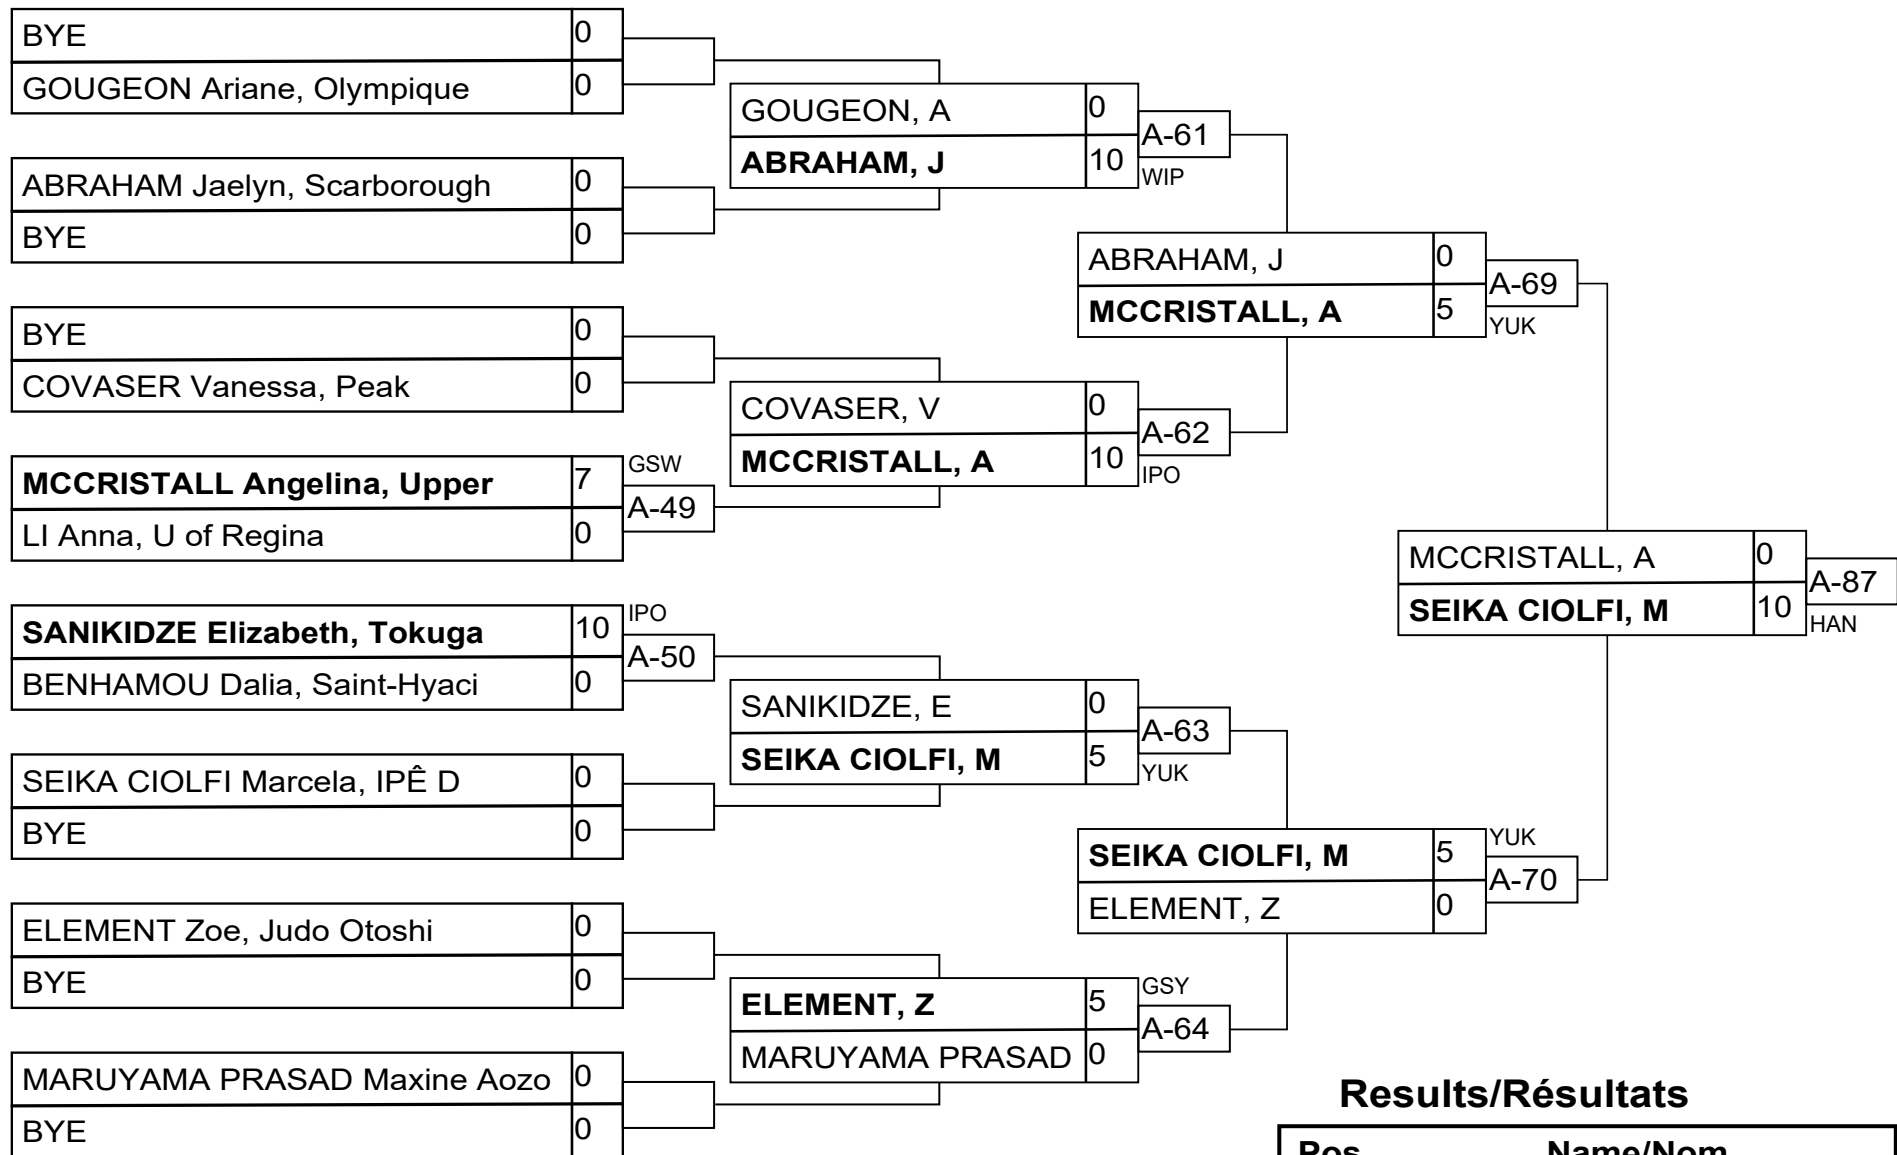 BYE 0
GOUGEON Ariane, Olympique 0
ABRAHAM Jaelyn, Scarborough 0
BYE 0
BYE 0
COVASER Vanessa, Peak 0
MCCRISTALL Angelina, Upper 7
LI Anna, U of Regina 0
GSW
A-49
SANIKIDZE Elizabeth, Tokuga 10
BENHAMOU Dalia, Saint-Hyaci 0
IPO
A-50
SEIKA CIOLFI Marcela, IPÊ D 0
BYE 0
ELEMENT Zoe, Judo Otoshi 0
BYE 0
MARUYAMA PRASAD Maxine Aozo 0
BYE 0
GOUGEON, A 0
ABRAHAM, J 10
A-61
WIP
COVASER, V 0
MCCRISTALL, A 10
A-62
IPO
SANIKIDZE, E 0
SEIKA CIOLFI, M 5
A-63
YUK
ELEMENT, Z 5
MARUYAMA PRASAD 0
GSY
A-64
ABRAHAM, J 0
MCCRISTALL, A 5
A-69
YUK
SEIKA CIOLFI, M 5
ELEMENT, Z 0
YUK
A-70
MCCRISTALL, A 0
SEIKA CIOLFI, M 10
A-87
HAN
Results/Résultats
Pos Name/Nom